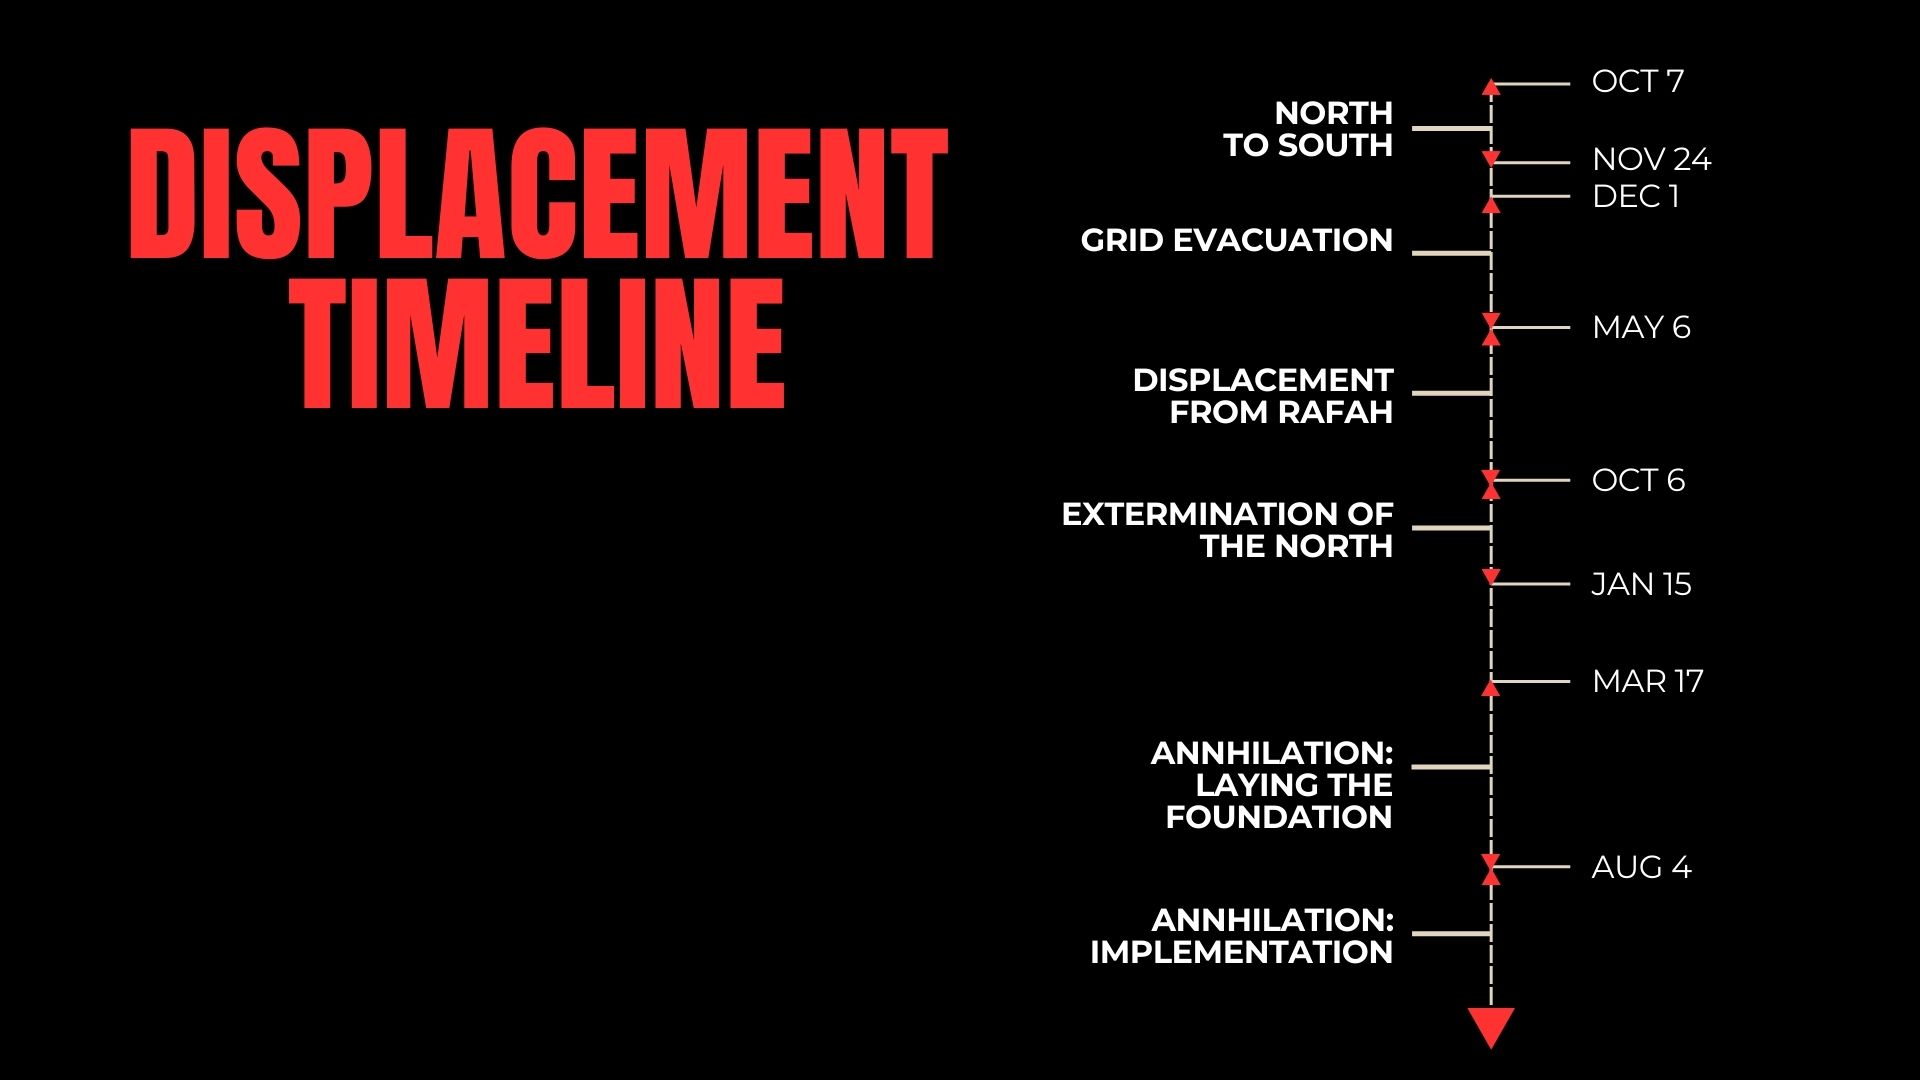 DISPLACEMENT
TIMELINE
OCT 7
NORTH
TO SOUTH
NOV 24
DEC 1
GRID EVACUATION
MAY 6
DISPLACEMENT
FROM RAFAH
OCT 6
EXTERMINATION OF
THE NORTH
JAN 15
MAR 17
ANNHILATION:
LAYING THE
FOUNDATION
AUG 4
ANNHILATION:
IMPLEMENTATION